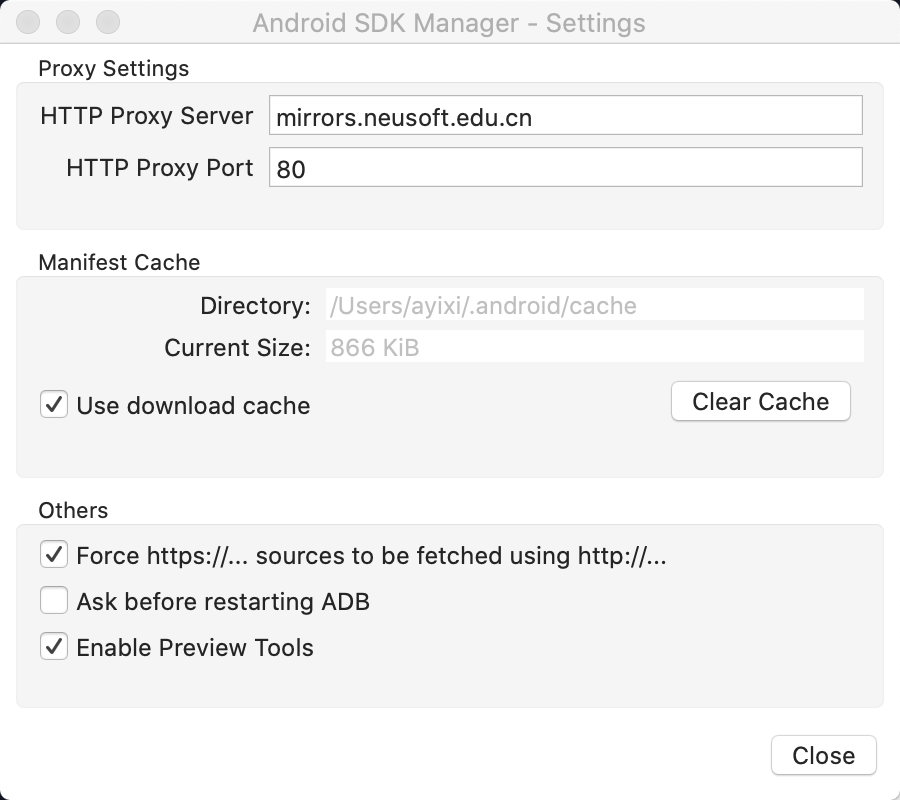 Android SDK Manager - Settings
Proxy Settings
HTTP Proxy Server mirrors.neusoft.edu.cn
HTTP Proxy Port 80
Manifest Cache
Directory: /Users/ayixi/.android/cache
Current Size: 866 KiB
Use download cache Clear Cache
Others
Force https://... sources to be fetched using http://...
Ask before restarting ADB
Enable Preview Tools
Close